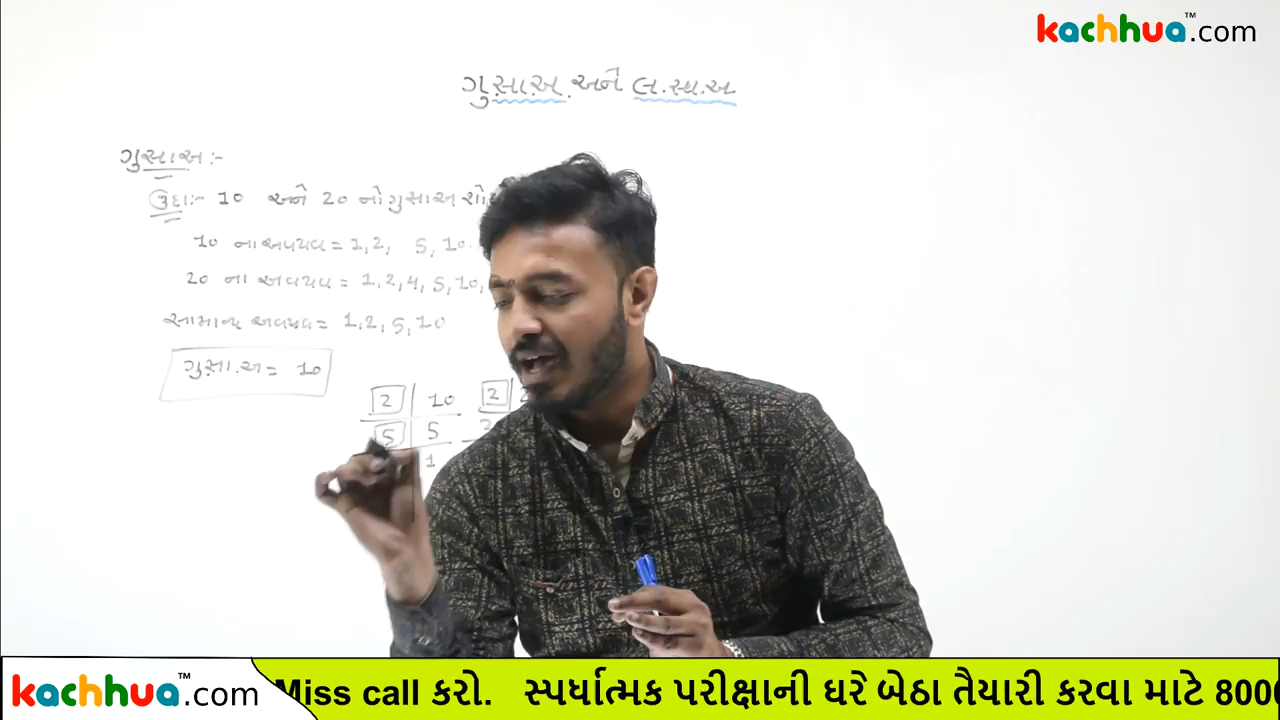 kachhua™.com
ગુ.સા.અ. અને લ.સા.અ
ગુસાઅ :-
ઉદા:- 10 અને 20 નો ગુસાઅ
10 ના અવયવ = 1, 2, 5, 10.
20 ના અવયવ = 1, 2, 4, 5, 10,
સામાન્ય અવયવ = 1, 2, 5, 10
ગુ.સા.અ = 10
2 10 2
5 5
1
kachhua™.com Miss call કરો. સ્પર્ધાત્મક પરીક્ષાની ઘરે બેઠા તૈયારી કરવા માટે 800